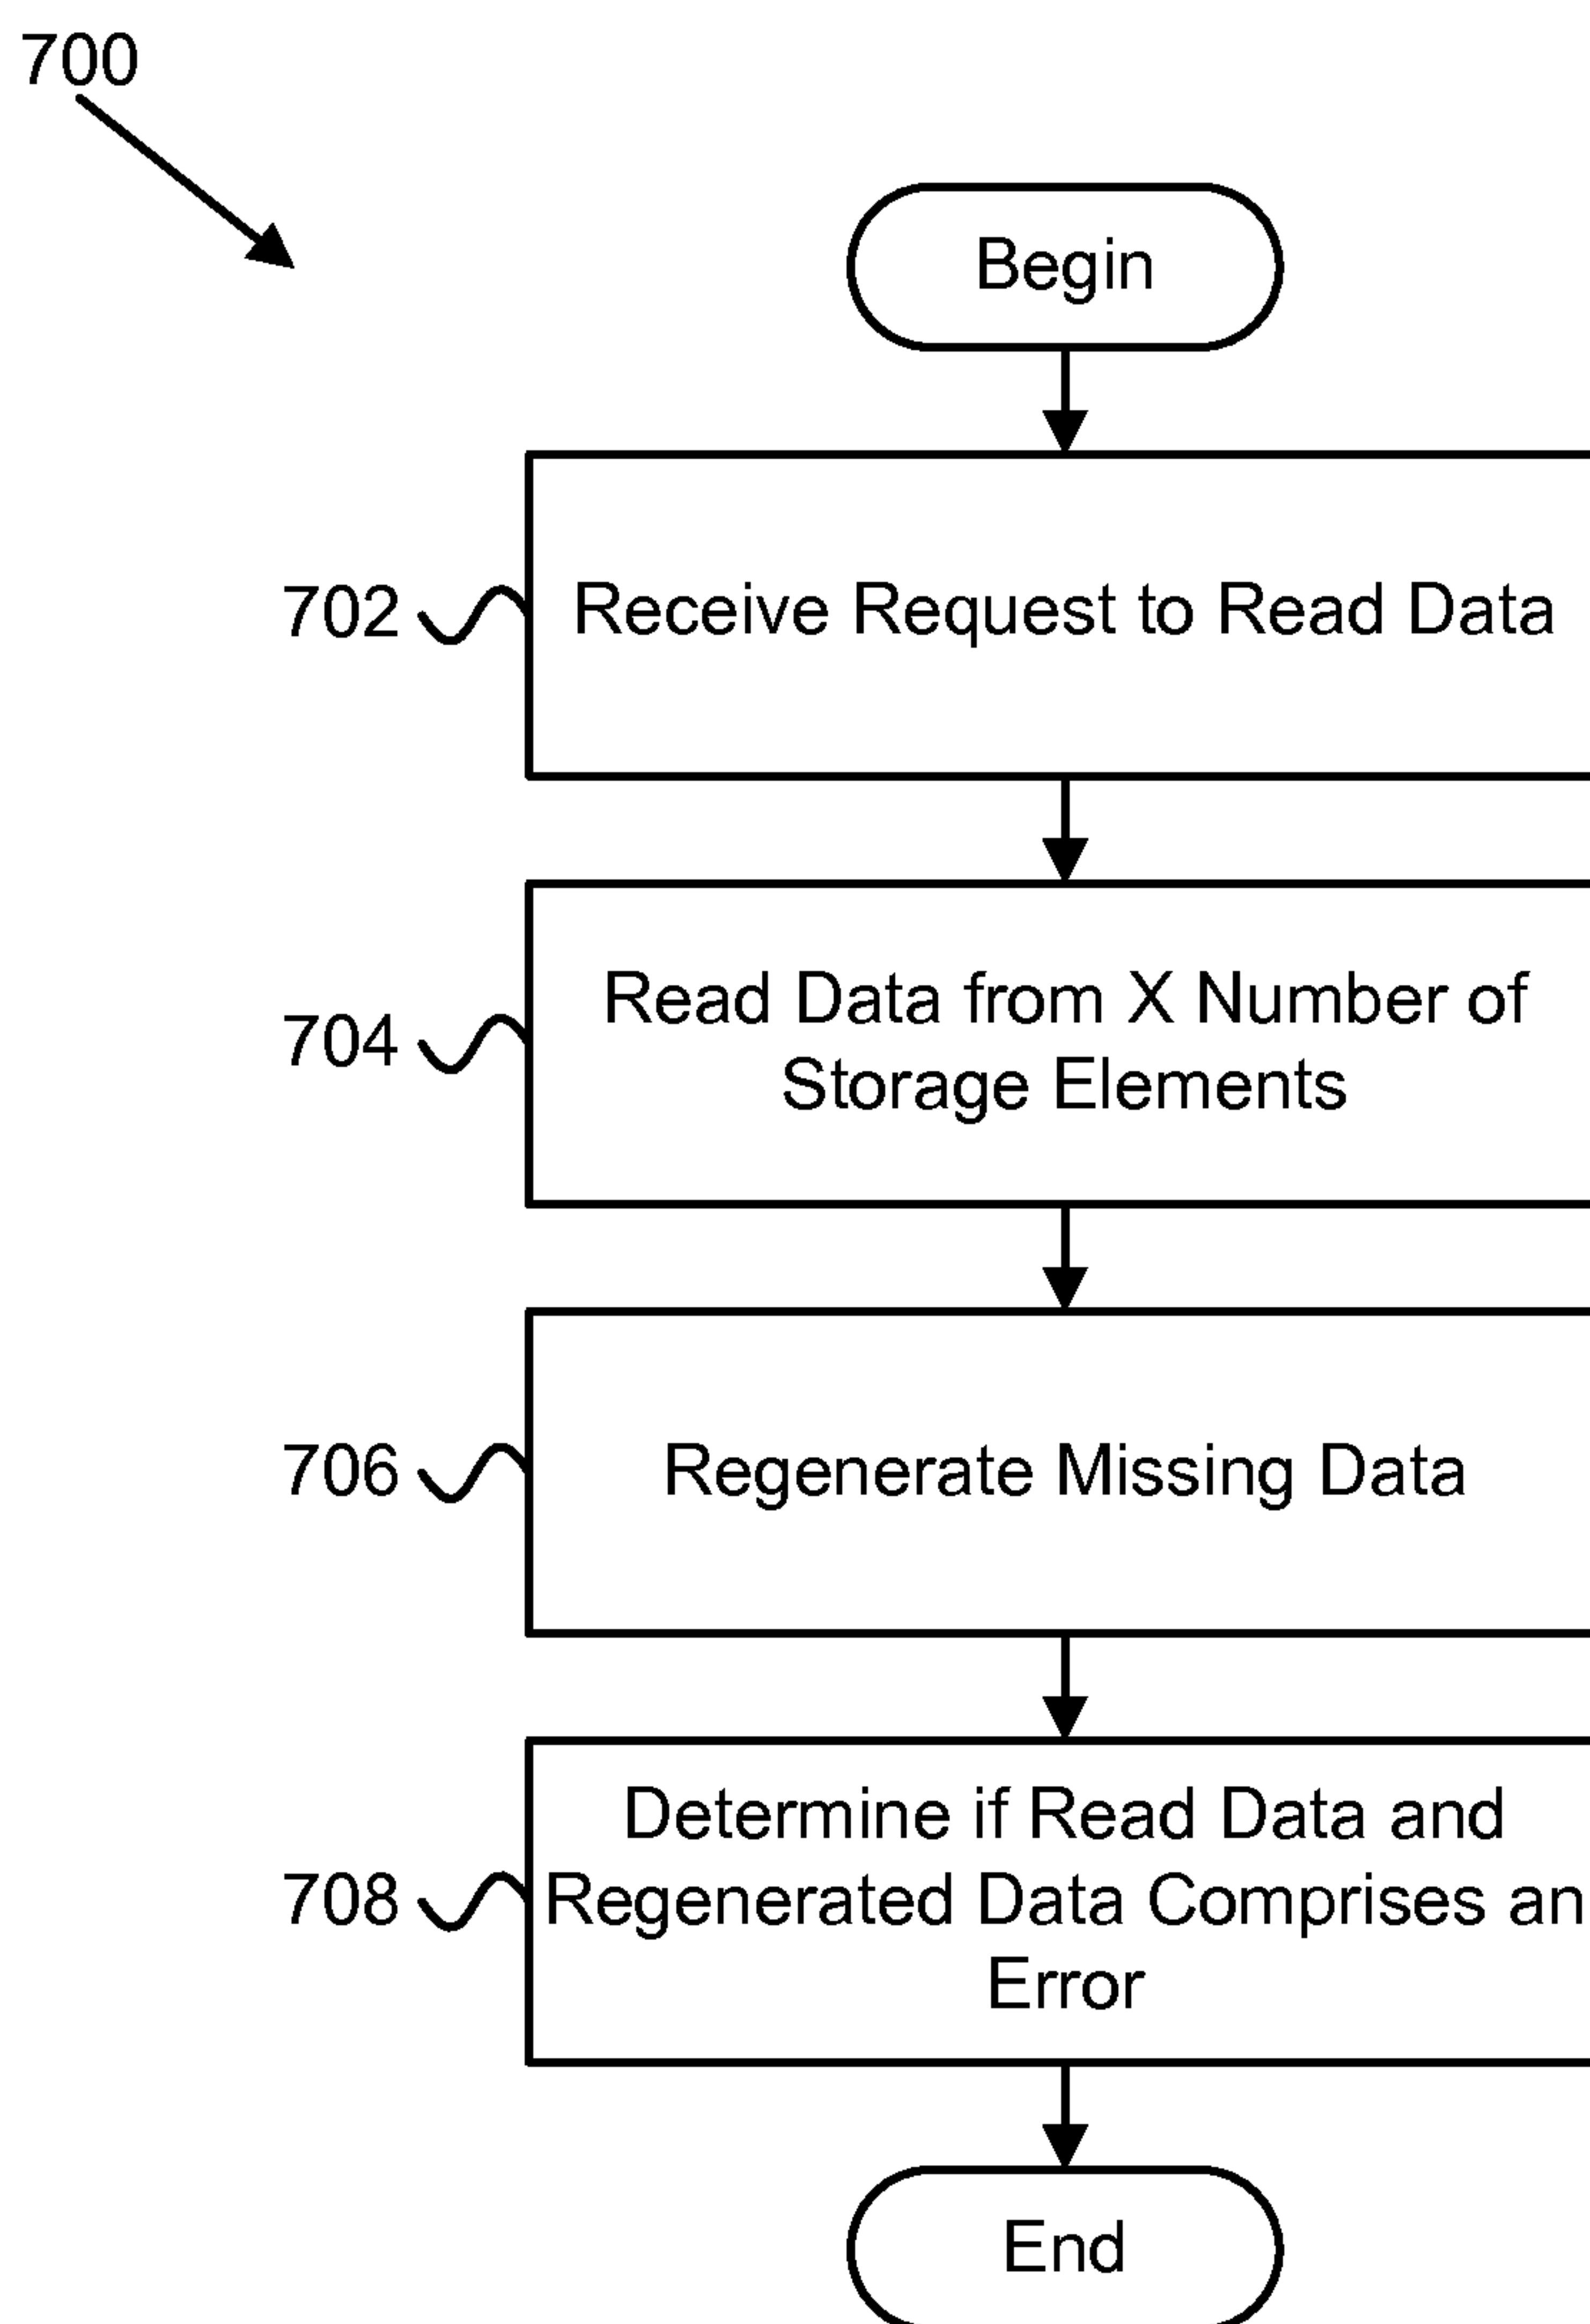 700
Begin
702
Receive Request to Read Data
704
Read Data from X Number of
Storage Elements
706
Regenerate Missing Data
Determine if Read Data and
708
Regenerated Data Comprises an
Error
End